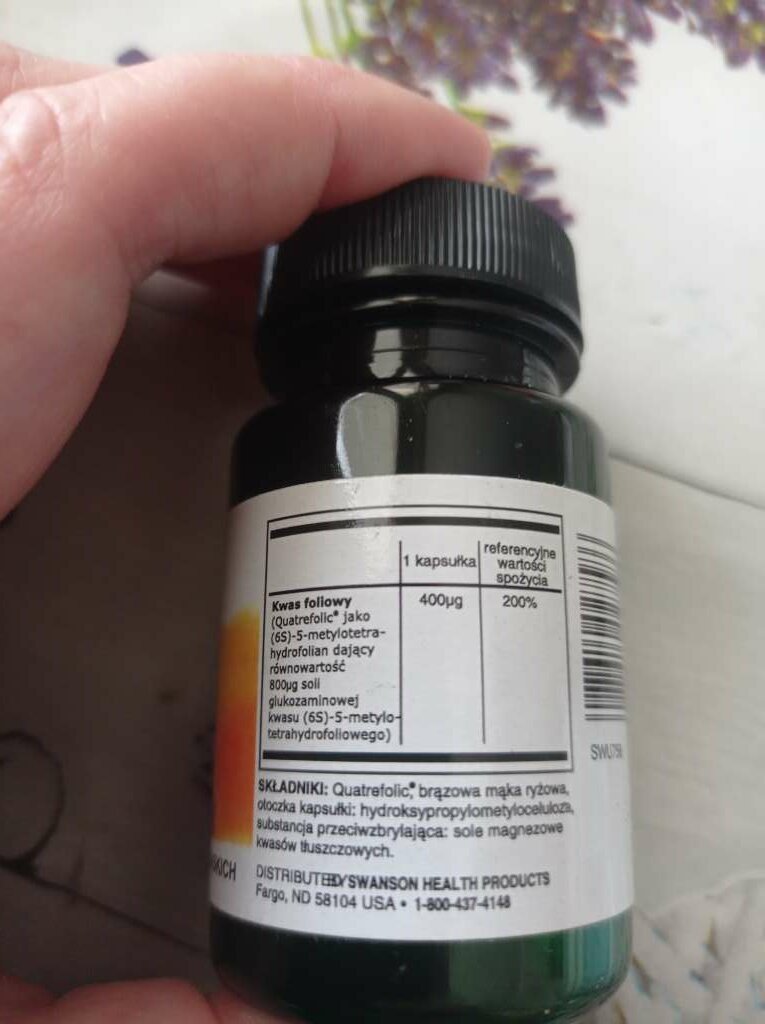 1 kapsułka
referencyjne
wartości
spożycia
Kwas foliowy
400µg
200%
(Quatrefolic® jako
(6S)-5-metylotetra-
hydrofolian dający
równowartość
800µg soli
glukozaminowej
kwasu (6S)-5-metylo-
tetrahydrofoliowego)
SKŁADNIKI: Quatrefolic,® brązowa mąka ryżowa,
otoczka kapsułki: hydroksypropylometyloceluloza,
substancja przeciwzbrylająca: sole magnezowe
kwasów tłuszczowych.
DISTRIBUTED BY SWANSON HEALTH PRODUCTS
Fargo, ND 58104 USA • 1-800-437-4148